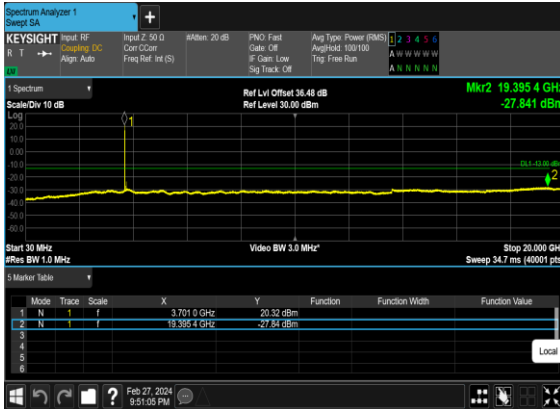 Spectrum Analyzer 1
Swept SA
+
KEYSIGHT
R T
Input: RF
Coupling: DC
Align: Auto
Input Z: 50 Ω
Corr CCorr
Freq Ref: Int (S)
#Atten: 20 dB
PNO: Fast
Gate: Off
IF Gain: Low
Sig Track: Off
Avg Type: Power (RMS)
Avg|Hold: 100/100
Trig: Free Run
1 2 3 4 5 6
A W W W W W
A N N N N N
1 Spectrum
Scale/Div 10 dB
Ref Lvl Offset 36.48 dB
Ref Level 30.00 dBm
Mkr2 19.395 4 GHz
-27.841 dBm
Log
20.0
10.0
0.00
-10.0
-20.0
-30.0
-40.0
-50.0
-60.0
1
DL1 -13.00 dBm
2
Start 30 MHz
#Res BW 1.0 MHz
Video BW 3.0 MHz*
Stop 20.000 GH
Sweep 34.7 ms (40001 pts
5 Marker Table
Mode Trace Scale X Y Function Function Width Function Value
1 N 1 f 3.701 0 GHz 20.32 dBm
2 N 1 f 19.395 4 GHz -27.84 dBm
3
4
5
6
Local
?
Feb 27, 2024
9:51:05 PM